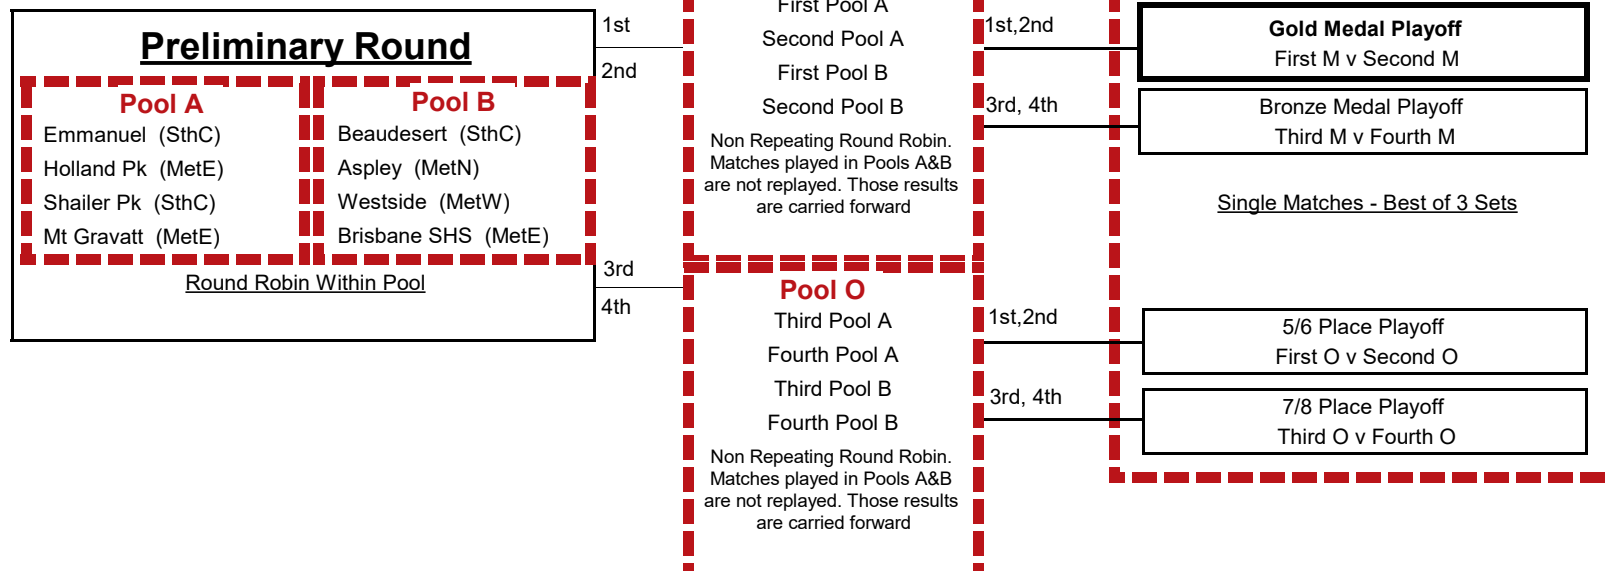 Preliminary Round
Pool A
Emmanuel (SthC)
Holland Pk (MetE)
Shailer Pk (SthC)
Mt Gravatt (MetE)
Pool B
Beaudesert (SthC)
Aspley (MetN)
Westside (MetW)
Brisbane SHS (MetE)
Round Robin Within Pool
1st
2nd
3rd
4th
First Pool A
Second Pool A
First Pool B
Second Pool B
Non Repeating Round Robin.
Matches played in Pools A&B
are not replayed. Those results
are carried forward
Pool O
Third Pool A
Fourth Pool A
Third Pool B
Fourth Pool B
Non Repeating Round Robin.
Matches played in Pools A&B
are not replayed. Those results
are carried forward
1st,2nd
3rd, 4th
1st,2nd
3rd, 4th
Gold Medal Playoff
First M v Second M
Bronze Medal Playoff
Third M v Fourth M
Single Matches - Best of 3 Sets
5/6 Place Playoff
First O v Second O
7/8 Place Playoff
Third O v Fourth O